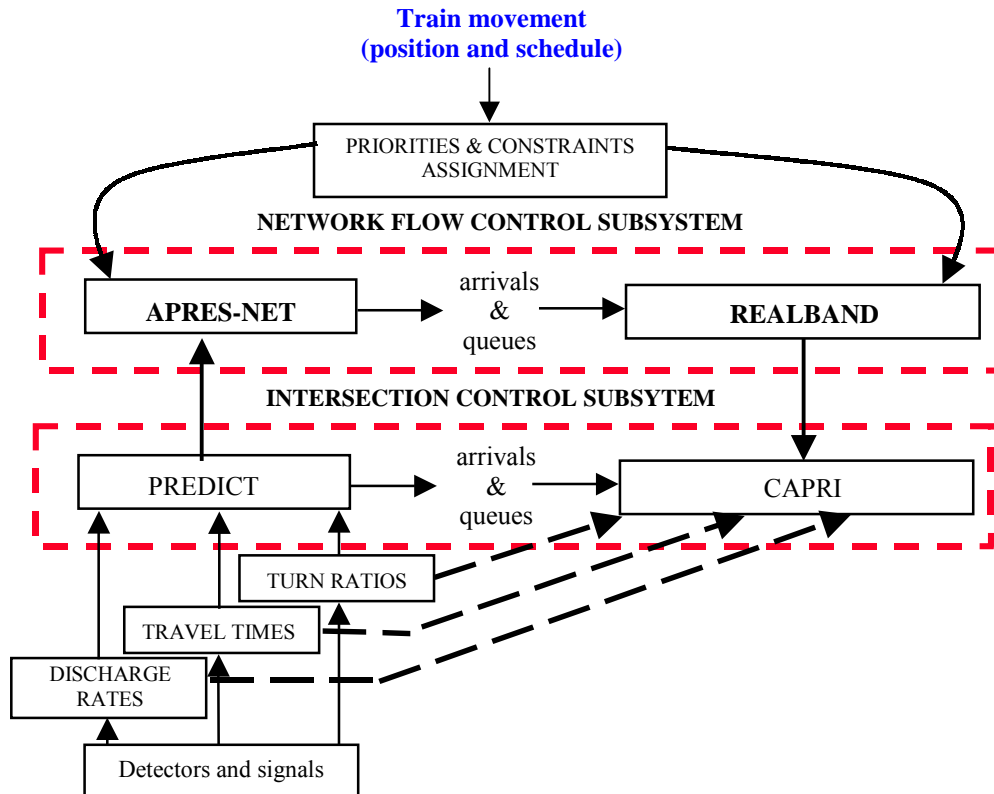 Train movement
(position and schedule)
PRIORITIES & CONSTRAINTS
ASSIGNMENT
NETWORK FLOW CONTROL SUBSYSTEM
APRES-NET
arrivals
&
queues
REALBAND
INTERSECTION CONTROL SUBSYTEM
PREDICT
arrivals
&
queues
CAPRI
TURN RATIOS
TRAVEL TIMES
DISCHARGE
RATES
Detectors and signals